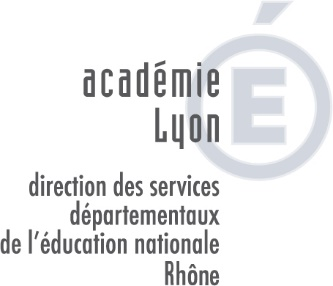 académie
Lyon
É
direction des services
départementaux
de l'éducation nationale
Rhône